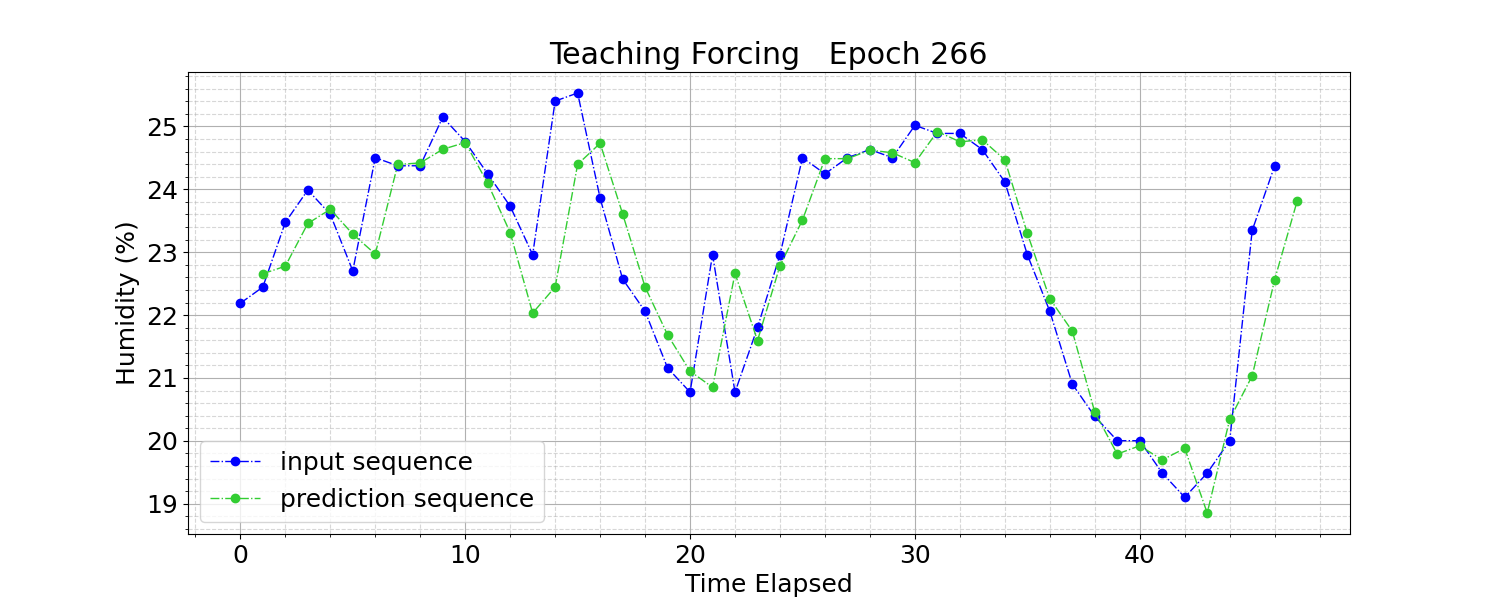 Teaching Forcing   Epoch 266
25
24
23
22
21
20
19
Humidity (%)
input sequence
prediction sequence
0 10 20 30 40
Time Elapsed